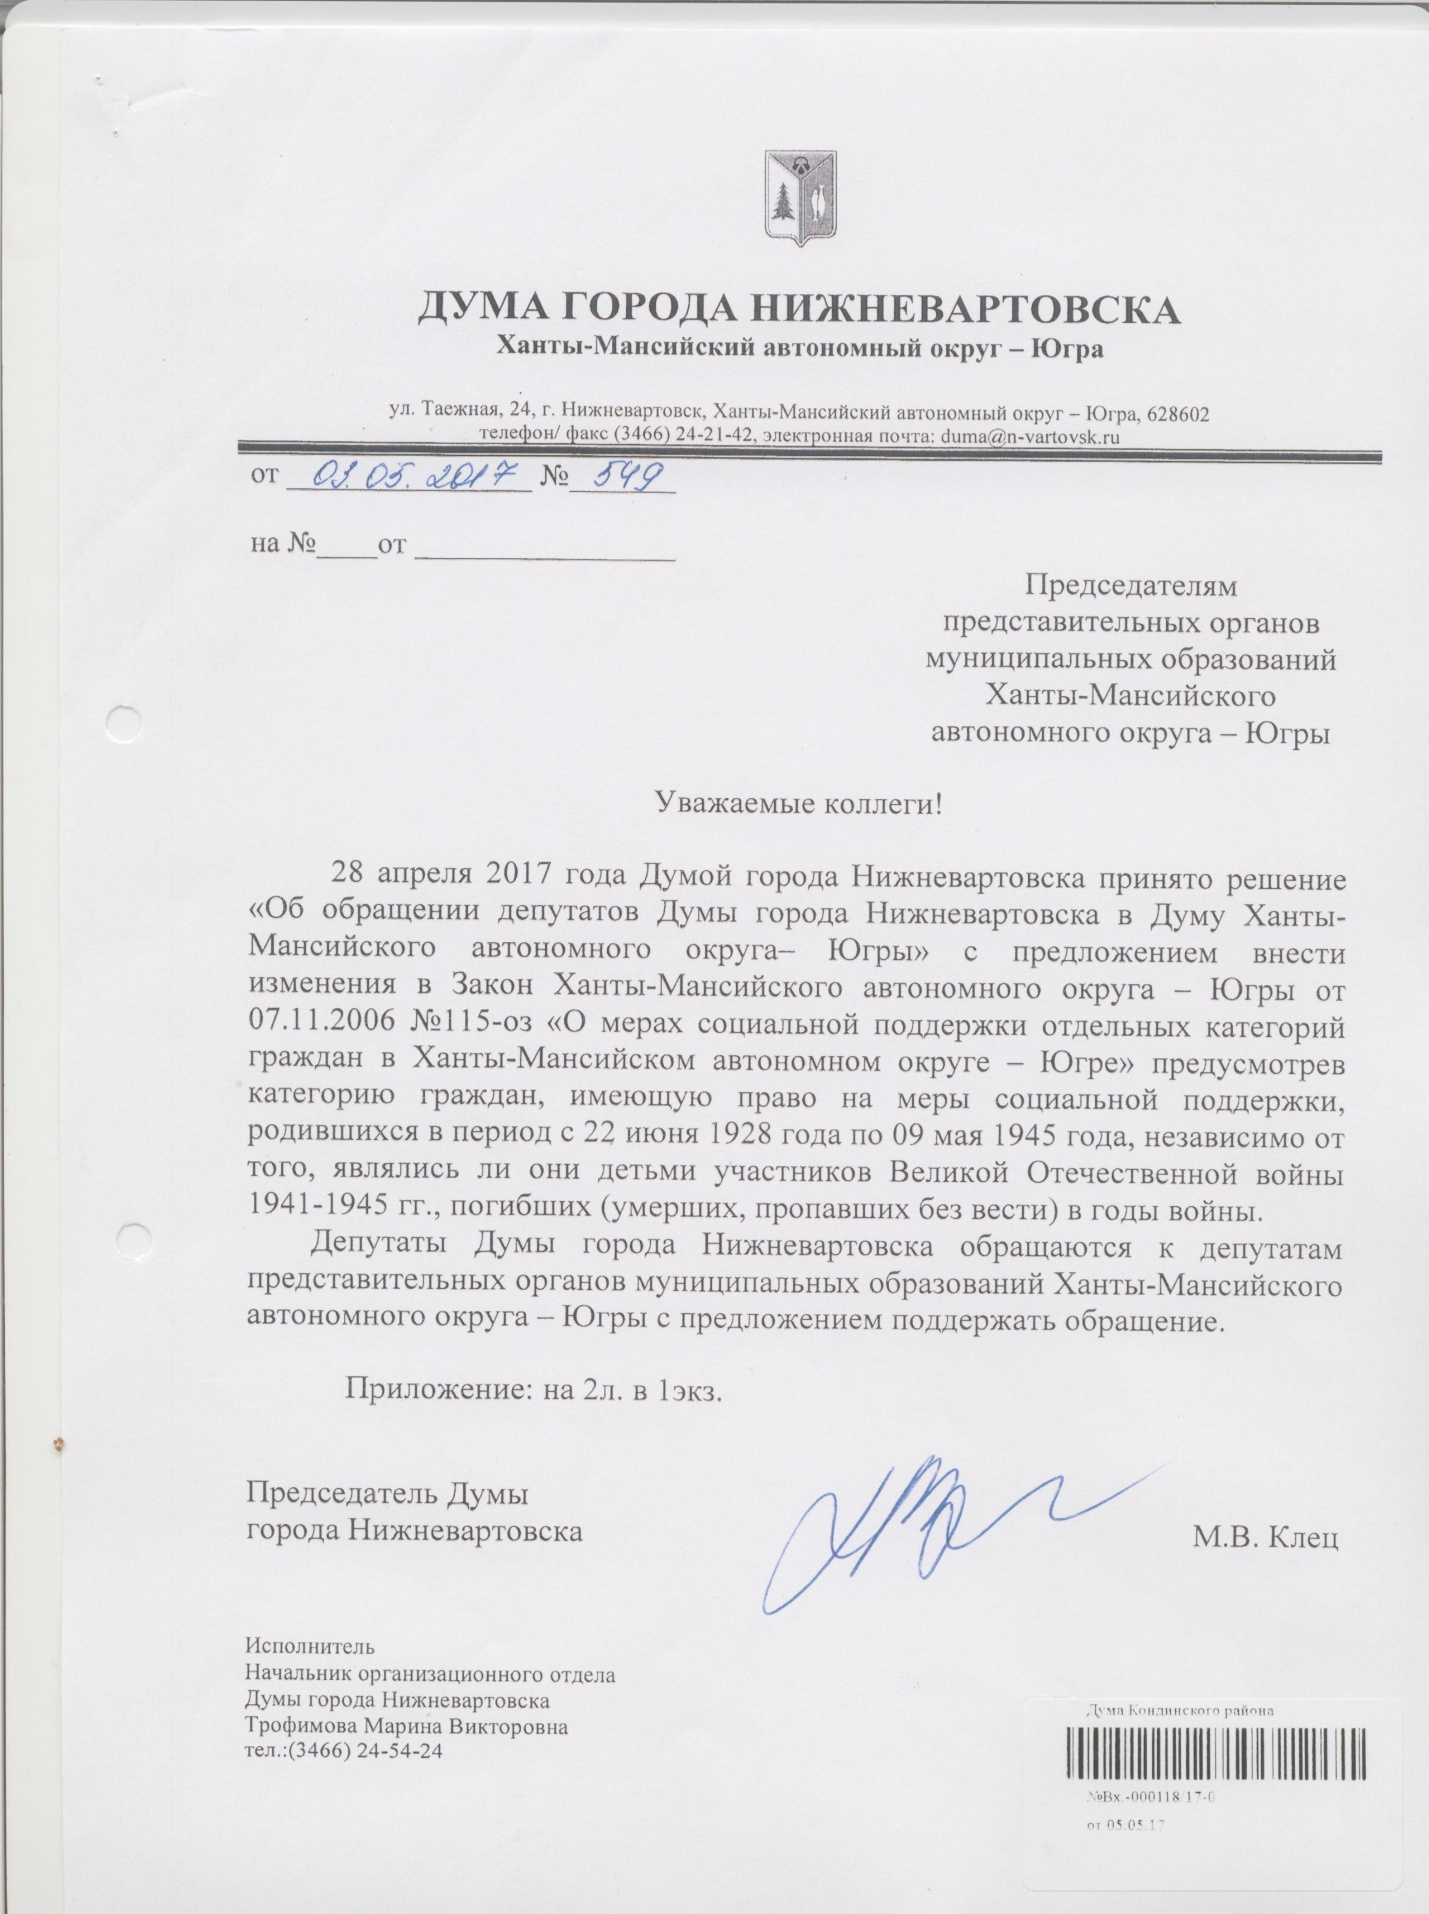 ДУМА ГОРОДА НИЖНЕВАРТОВСКА
Ханты-Мансийский автономный округ – Югра
ул. Таежная, 24, г. Нижневартовск, Ханты-Мансийский автономный округ – Югра, 628602
телефон/ факс (3466) 24-21-42, электронная почта: duma@n-vartovsk.ru
от 03.05.2017 № 549
на №____от ________________
Председателям
представительных органов
муниципальных образований
Ханты-Мансийского
автономного округа – Югры
Уважаемые коллеги!
28 апреля 2017 года Думой города Нижневартовска принято решение
«Об обращении депутатов Думы города Нижневартовска в Думу Ханты-
Мансийского автономного округа– Югры» с предложением внести
изменения в Закон Ханты-Мансийского автономного округа – Югры от
07.11.2006 №115-оз «О мерах социальной поддержки отдельных категорий
граждан в Ханты-Мансийском автономном округе – Югре» предусмотрев
категорию граждан, имеющую право на меры социальной поддержки,
родившихся в период с 22 июня 1928 года по 09 мая 1945 года, независимо от
того, являлись ли они детьми участников Великой Отечественной войны
1941-1945 гг., погибших (умерших, пропавших без вести) в годы войны.
Депутаты Думы города Нижневартовска обращаются к депутатам
представительных органов муниципальных образований Ханты-Мансийского
автономного округа – Югры с предложением поддержать обращение.
Приложение: на 2л. в 1экз.
Председатель Думы
города Нижневартовска
М.В. Клец
Исполнитель
Начальник организационного отдела
Думы города Нижневартовска
Трофимова Марина Викторовна
тел.:(3466) 24-54-24
Дума Кондинского района
№Вх.-000118/17-0
от 05.05.17